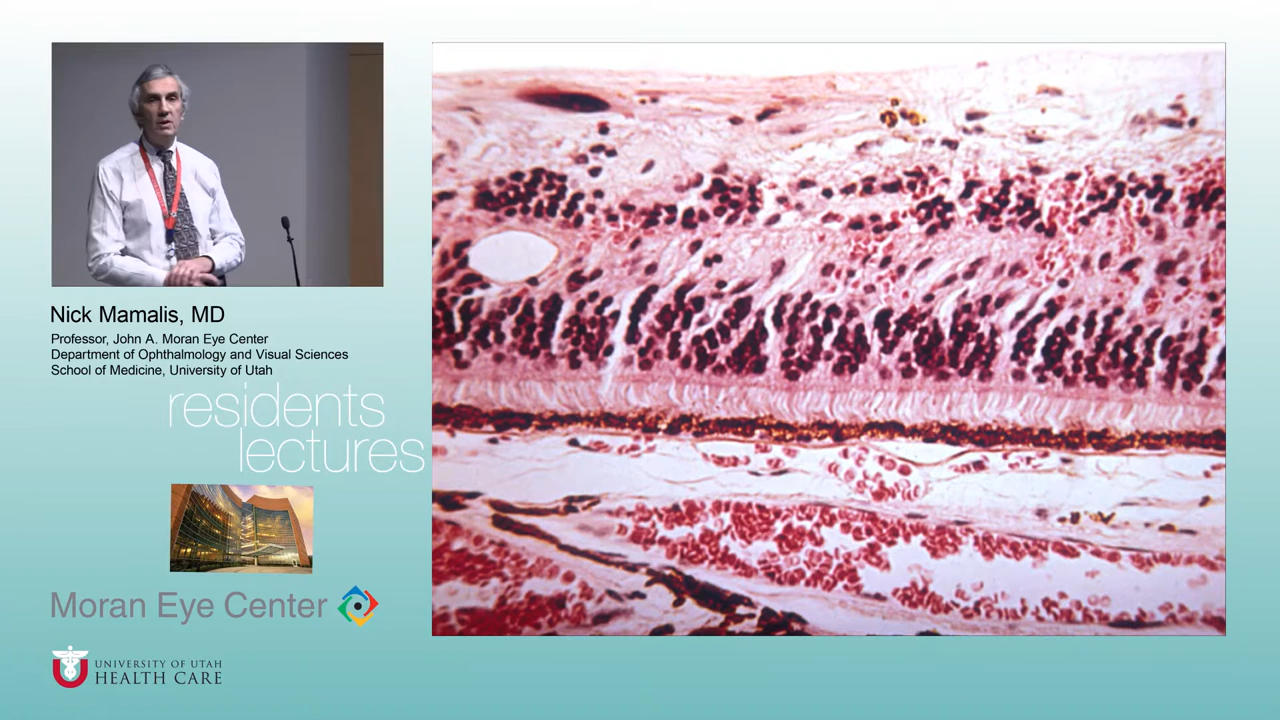 Nick Mamalis, MD
Professor, John A. Moran Eye Center
Department of Ophthalmology and Visual Sciences
School of Medicine, University of Utah
residents
lectures
Moran Eye Center
UNIVERSITY OF UTAH
HEALTH CARE